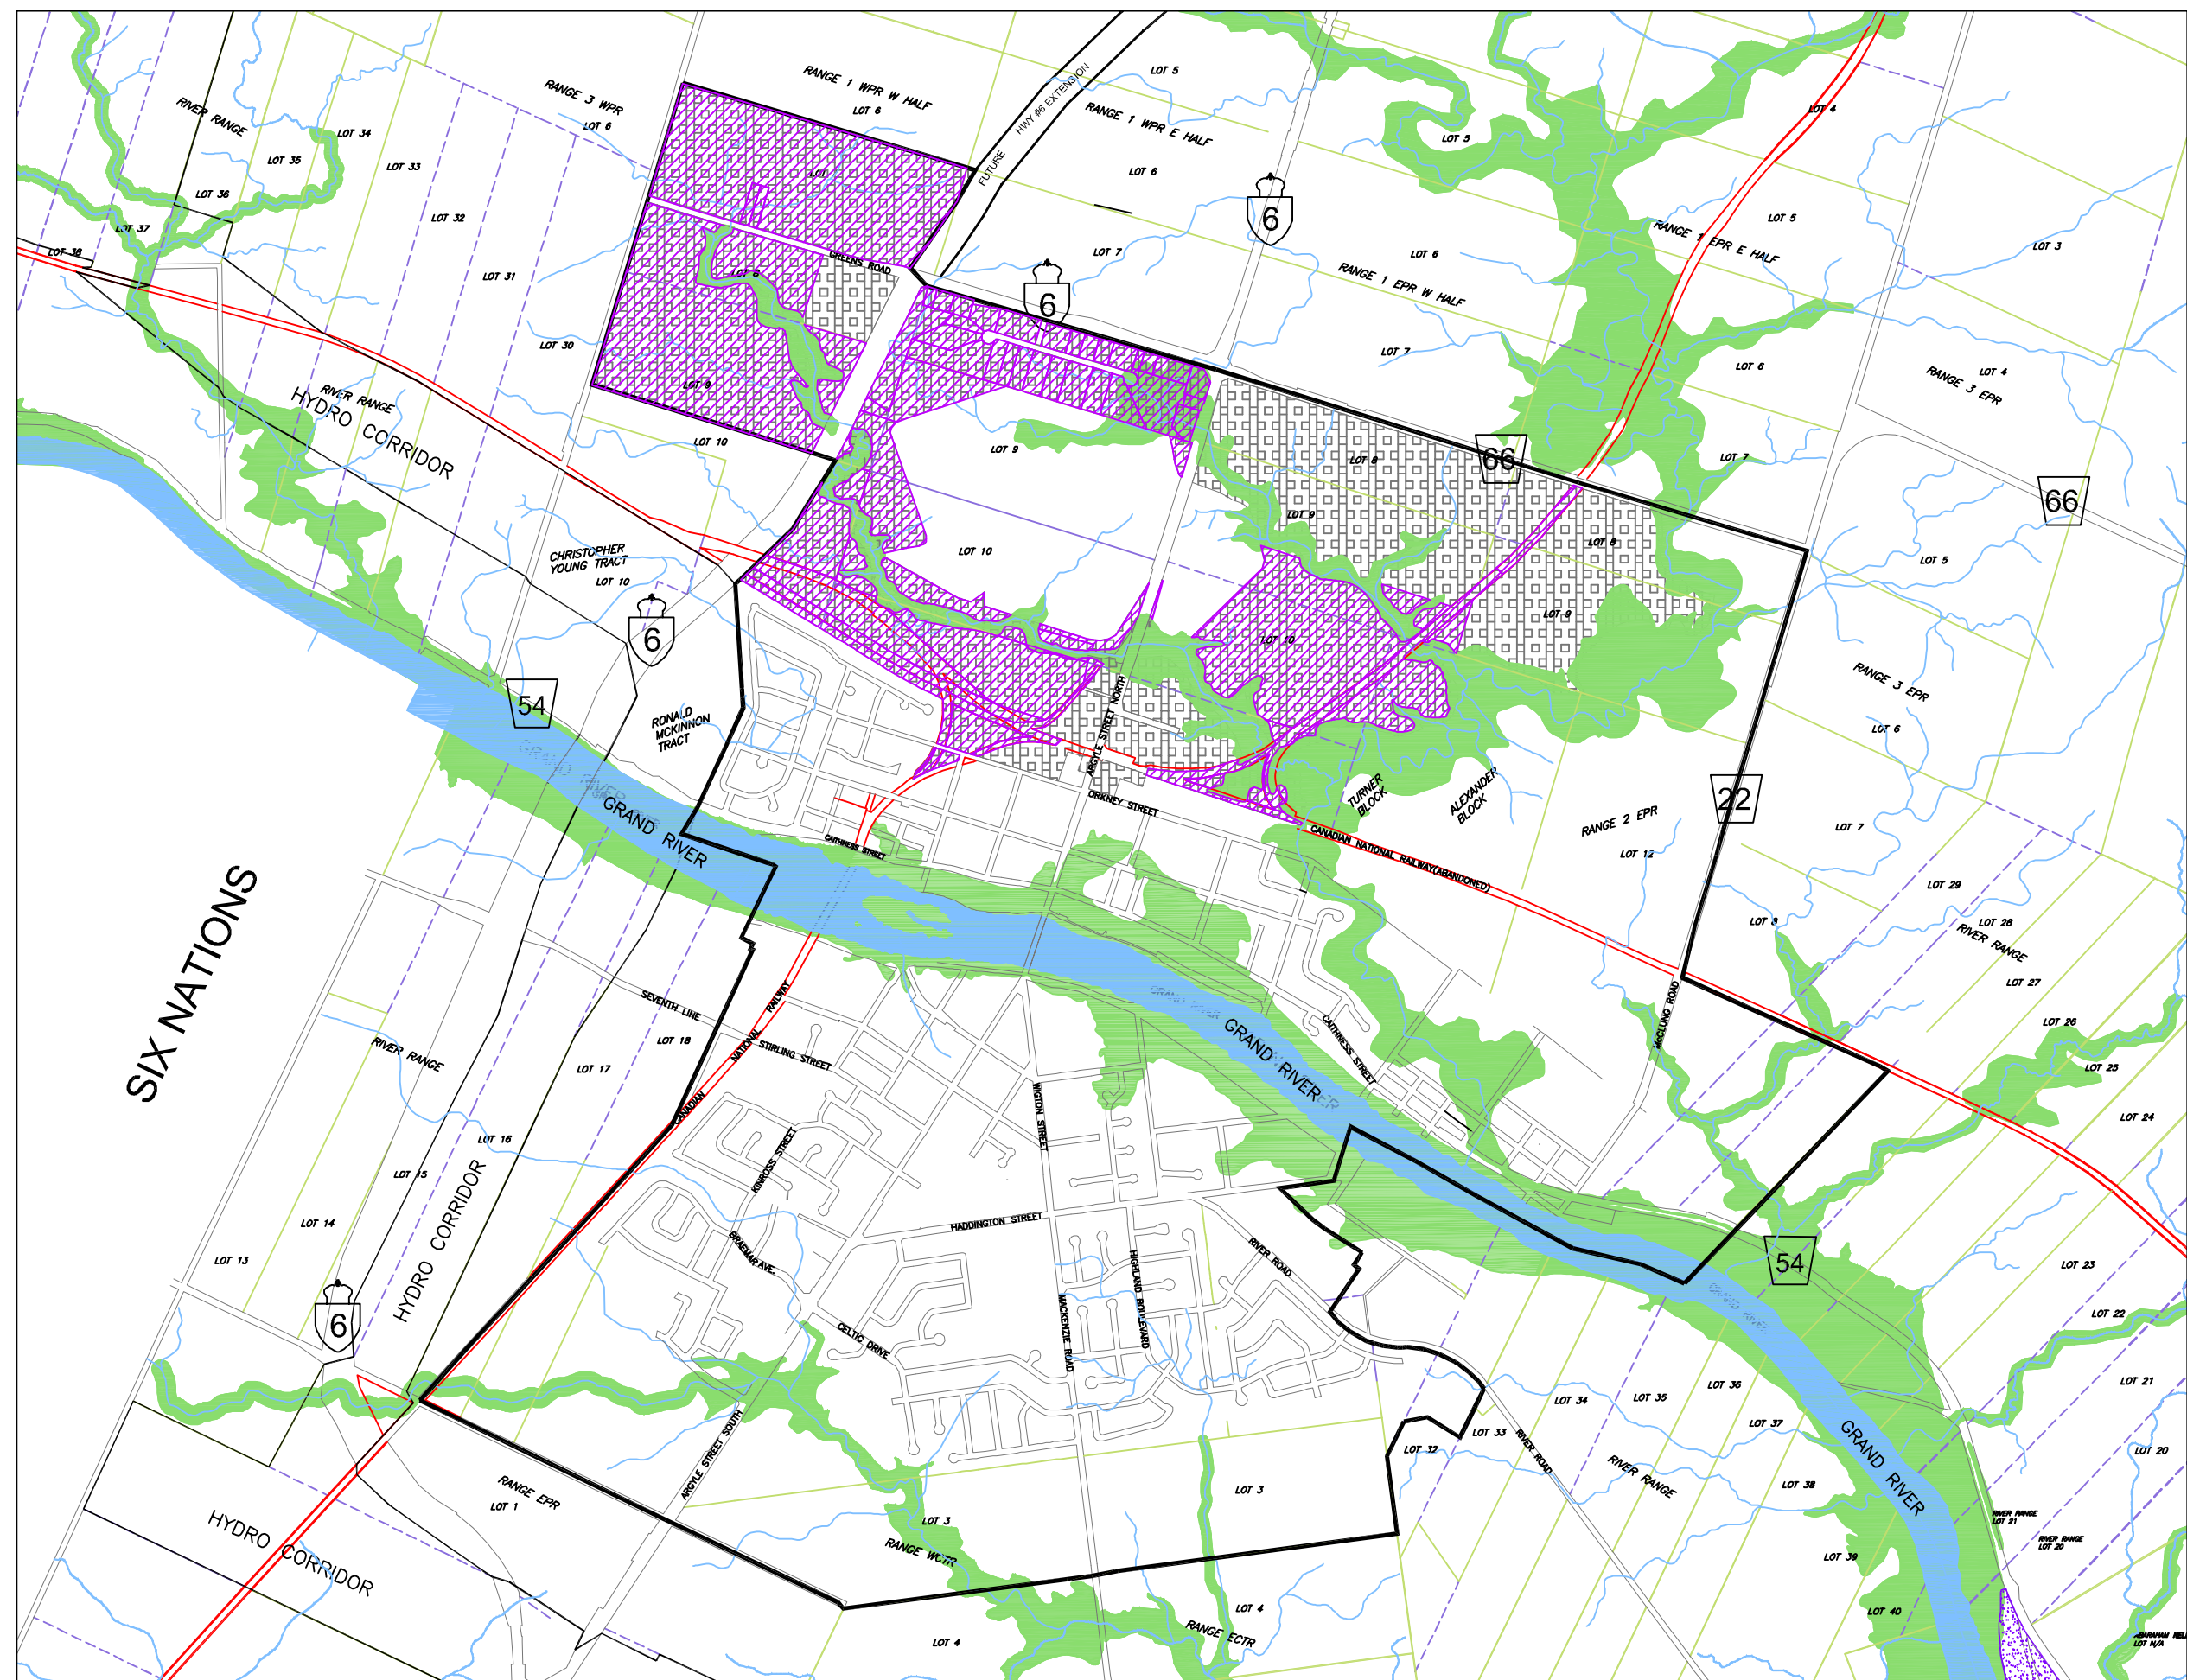 LOT 5
RANGE 1 WPR W HALF
LOT 6
RANGE 3 WPR
LOT 6
HWY #6 EXTENSION
FUTURE
RANGE 1 WPR E HALF
LOT 6
LOT 7
RIVER RANGE
LOT 34
LOT 35
LOT 33
LOT 36
LOT 37
LOT 38
LOT 32
LOT 31
LOT 30
LOT 4
LOT 5
LOT 5
LOT 3
RANGE 1 EPR E HALF
RANGE 1 EPR W HALF
LOT 6
LOT 7
LOT 6
LOT 7
LOT 4
RANGE 3 EPR
6
6
GREENS ROAD
LOT 8
LOT 9
LOT 10
RIVER RANGE
HYDRO CORRIDOR
LOT 9
LOT 10
LOT 8
LOT 9
66
66
LOT 8
LOT 9
LOT 10
LOT 5
CHRISTOPHER
YOUNG TRACT
LOT 10
6
54
RONALD
MCKINNON
TRACT
ARGYLE STREET NORTH
ORKNEY STREET
CAITHNESS STREET
TURNER
BLOCK
ALEXANDER
BLOCK
RANGE 2 EPR
LOT 12
22
RANGE 3 EPR
LOT 6
LOT 7
LOT 8
CANADIAN NATIONAL RAILWAY(ABANDONED)
GRAND RIVER
SIX NATIONS
LOT 29
LOT 28
RIVER RANGE
LOT 27
LOT 26
LOT 25
LOT 24
MCCLUNG ROAD
SEVENTH LINE
LOT 18
LOT 17
STIRLING STREET
CANADIAN NATIONAL RAILWAY
RIVER RANGE
LOT 16
LOT 15
LOT 14
LOT 13
HYDRO CORRIDOR
6
KINROSS STREET
BRAEMAR AVE.
WIGTON STREET
HADDINGTON STREET
HIGHLAND BOULEVARD
MACKENZIE ROAD
CELTIC DRIVE
RIVER ROAD
CAITHNESS STREET
GRAND RIVER
54
LOT 23
LOT 22
LOT 21
LOT 20
ARGYLE STREET SOUTH
RANGE EPR
LOT 1
HYDRO CORRIDOR
LOT 3
RANGE WCTR
LOT 4
LOT 3
LOT 4
RANGE ECTR
LOT 32
LOT 33
LOT 34
LOT 35
LOT 36
LOT 37
LOT 38
LOT 39
LOT 40
RIVER ROAD
RIVER RANGE
GRAND RIVER
RIVER RANGE
LOT 21
RIVER RANGE
LOT 20
LOT N/A